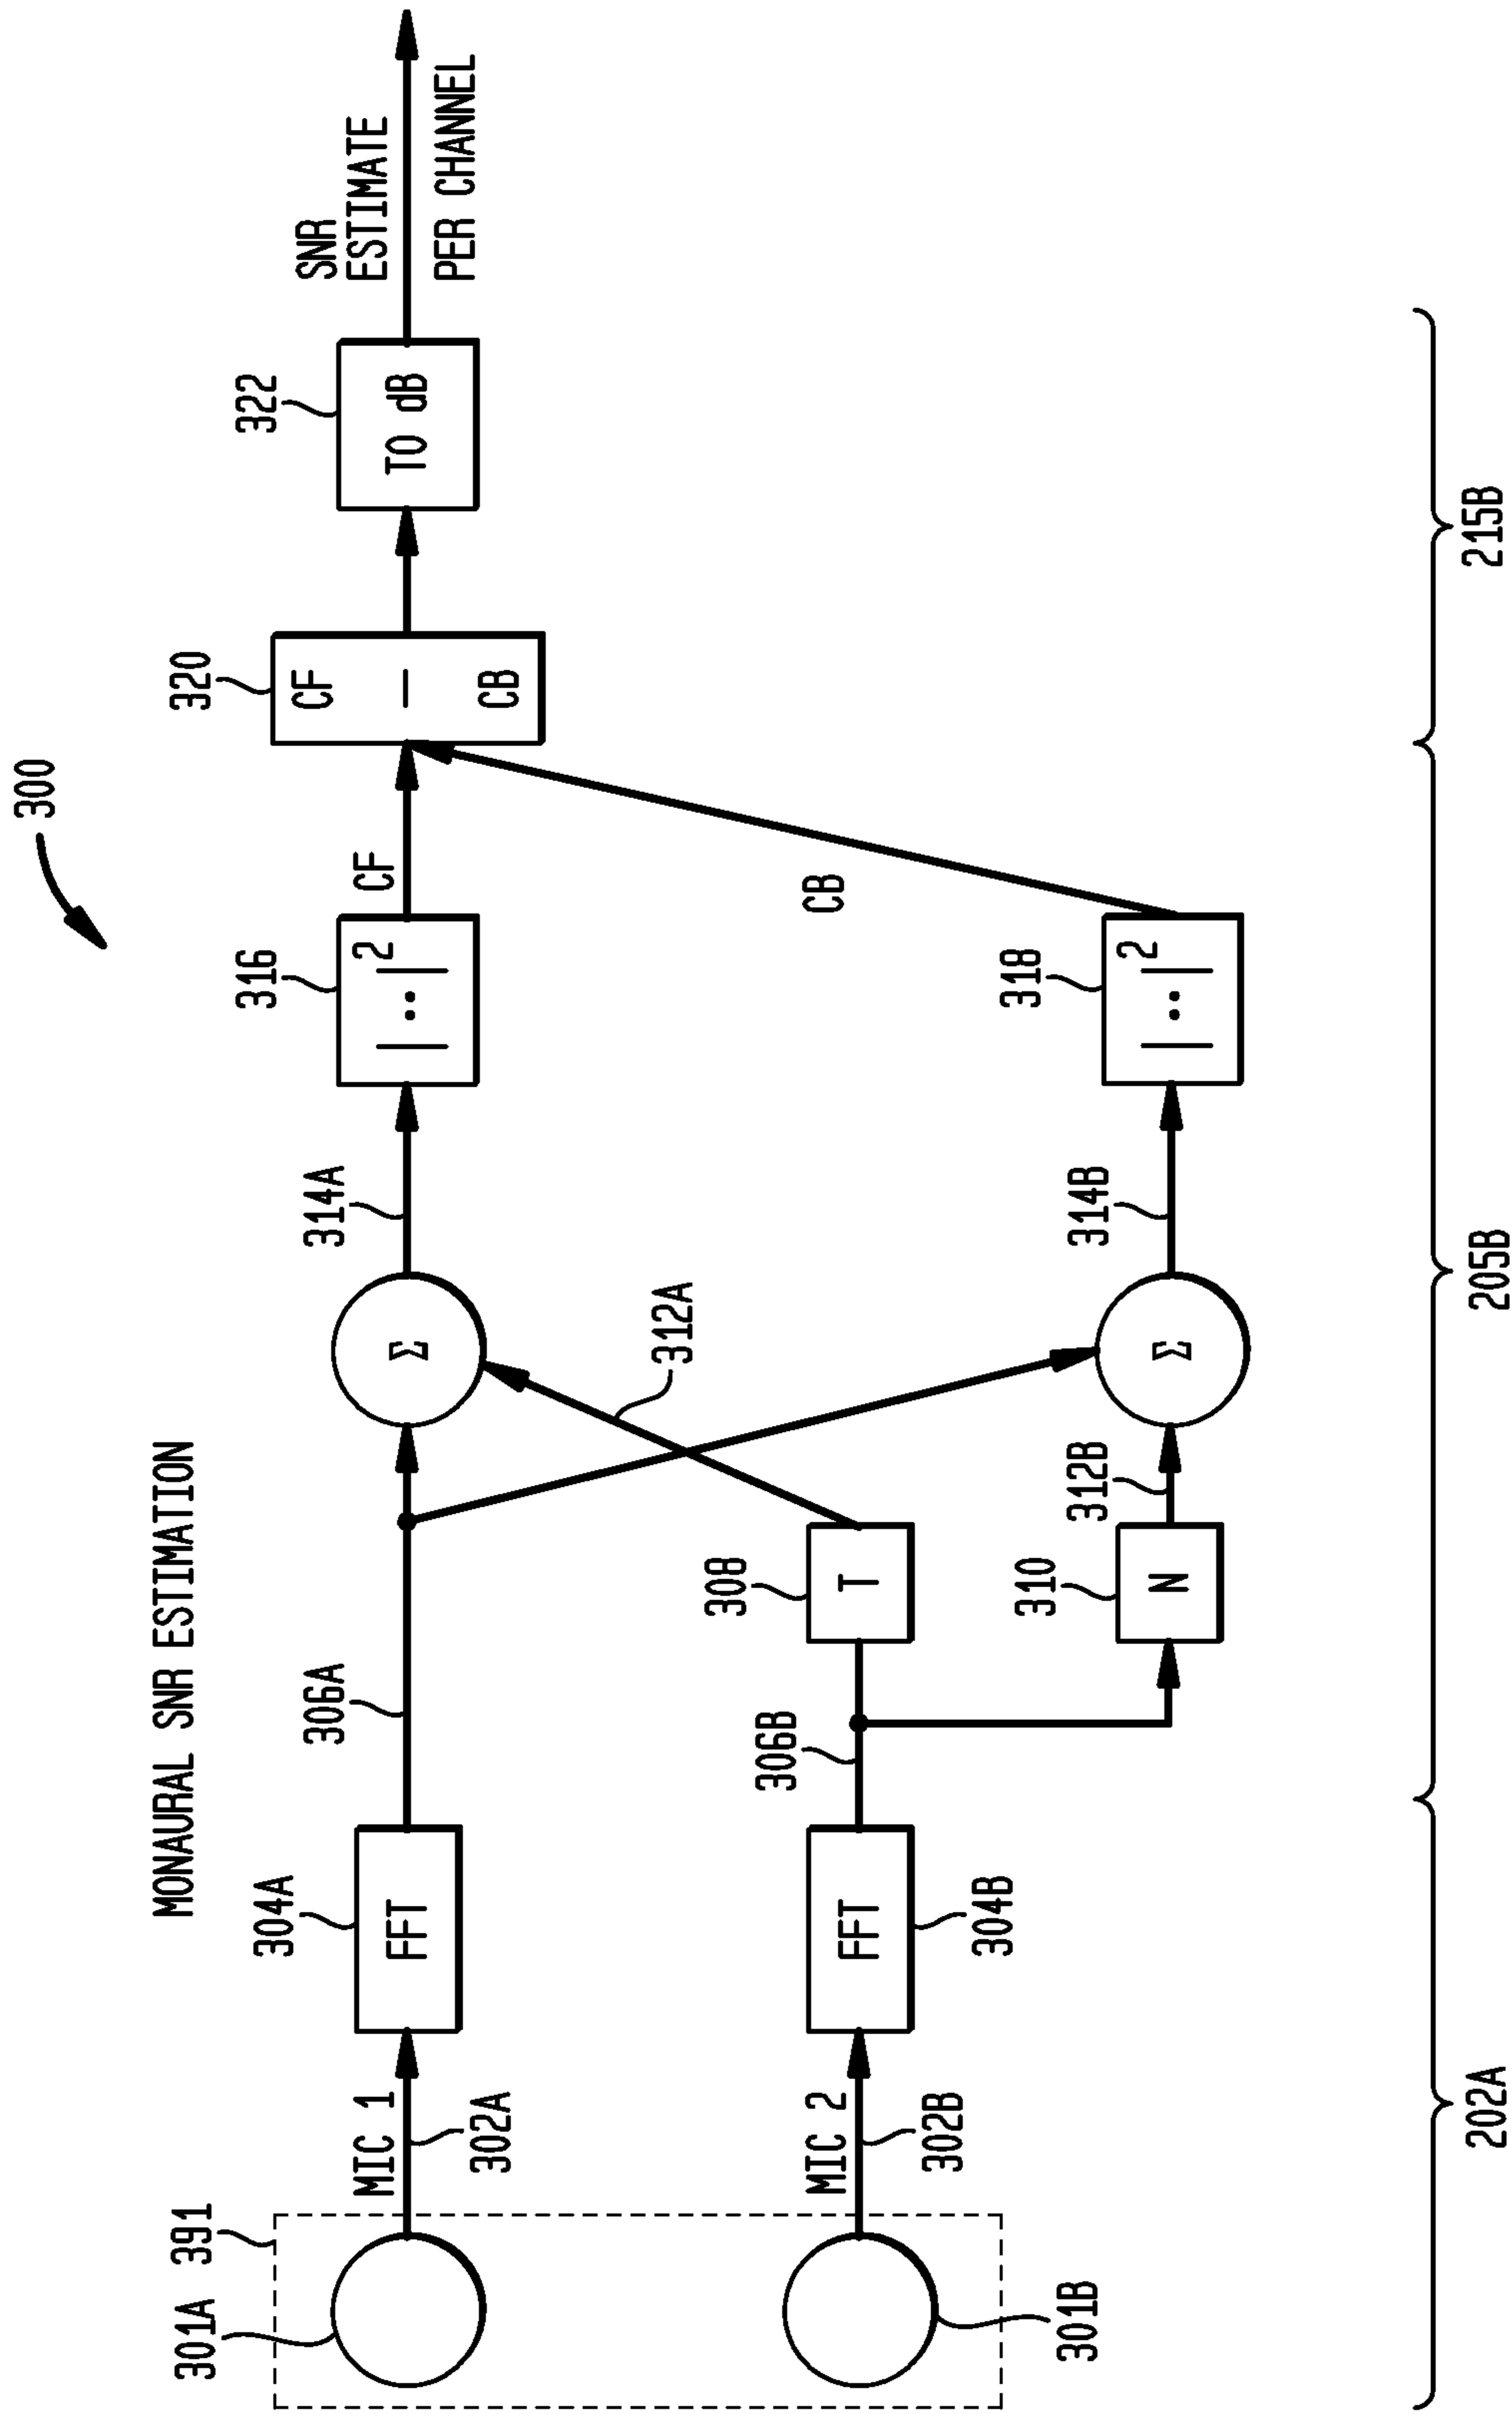 300
MONAURAL SNR ESTIMATION
301A
391
MIC 1
302A
304A
FFT
306A
Σ
314A
316
|··|²
CF
320
CF
—
CB
322
TO dB
SNR
ESTIMATE
PER CHANNEL
312A
301B
MIC 2
302B
FFT
304B
306B
308
T
310
N
312B
Σ
314B
318
|··|²
CB
202A
205B
215B